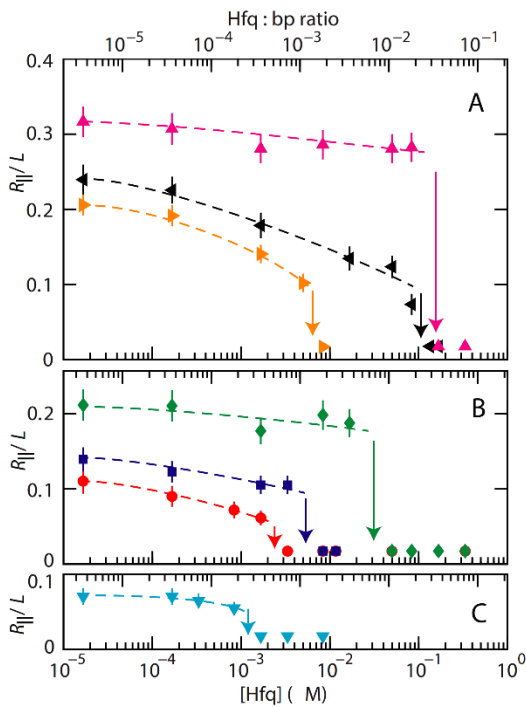 Hfq : bp ratio
10⁻⁵ 10⁻⁴ 10⁻³ 10⁻² 10⁻¹
0.4
A
0.3
R|| / L
0.2
0.1
0
B
0.2
R|| / L
0.1
0
0.1
C
R|| / L
0
10⁻⁵ 10⁻⁴ 10⁻³ 10⁻² 10⁻¹ 10⁰
[Hfq] ( M)